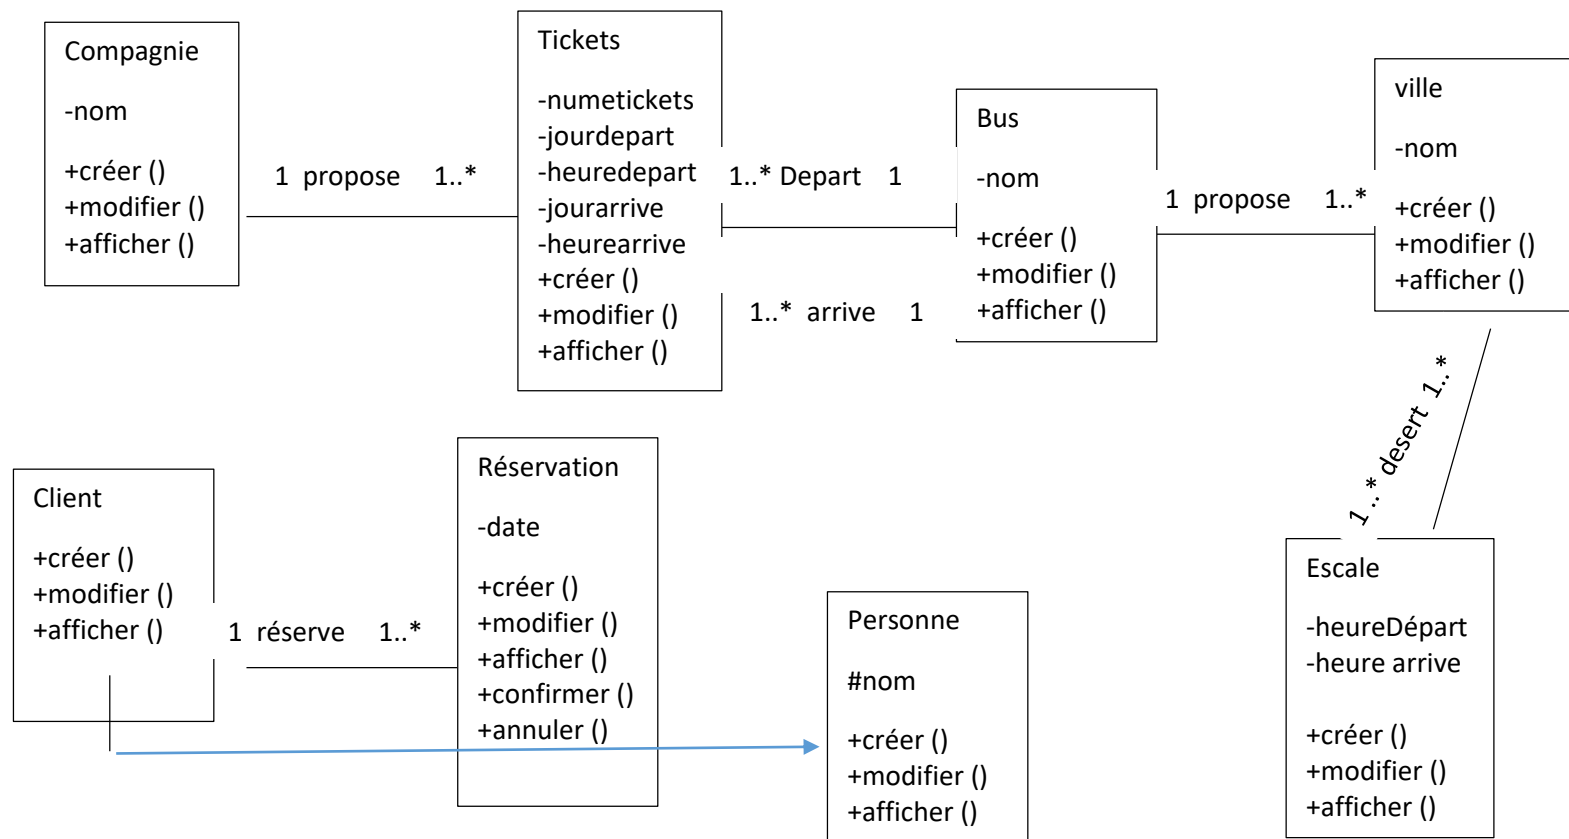 Compagnie
-nom
+créer ()
+modifier ()
+afficher ()
1 propose 1..*
Tickets
-numetickets
-jourdepart
-heuredepart
-jourarrive
-heurearrive
+créer ()
+modifier ()
+afficher ()
1..* Depart 1
1..* arrive 1
Bus
-nom
+créer ()
+modifier ()
+afficher ()
1 propose 1..*
ville
-nom
+créer ()
+modifier ()
+afficher ()
1 ..* desert 1..*
Client
+créer ()
+modifier ()
+afficher ()
1 réserve 1..*
Réservation
-date
+créer ()
+modifier ()
+afficher ()
+confirmer ()
+annuler ()
Personne
#nom
+créer ()
+modifier ()
+afficher ()
Escale
-heureDépart
-heure arrive
+créer ()
+modifier ()
+afficher ()